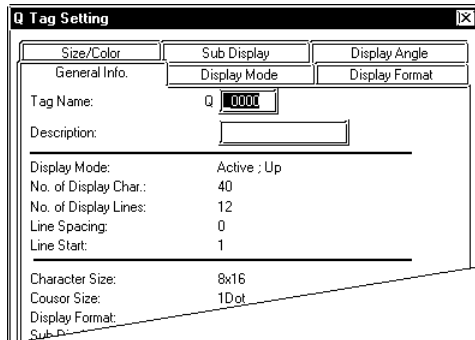 Q Tag Setting
Size/Color Sub Display Display Angle
General Info. Display Mode Display Format
Tag Name: Q 0000
Description:
Display Mode: Active ; Up
No. of Display Char.: 40
No. of Display Lines: 12
Line Spacing: 0
Line Start: 1
Character Size: 8x16
Cousor Size: 1Dot
Display Format:
Sub